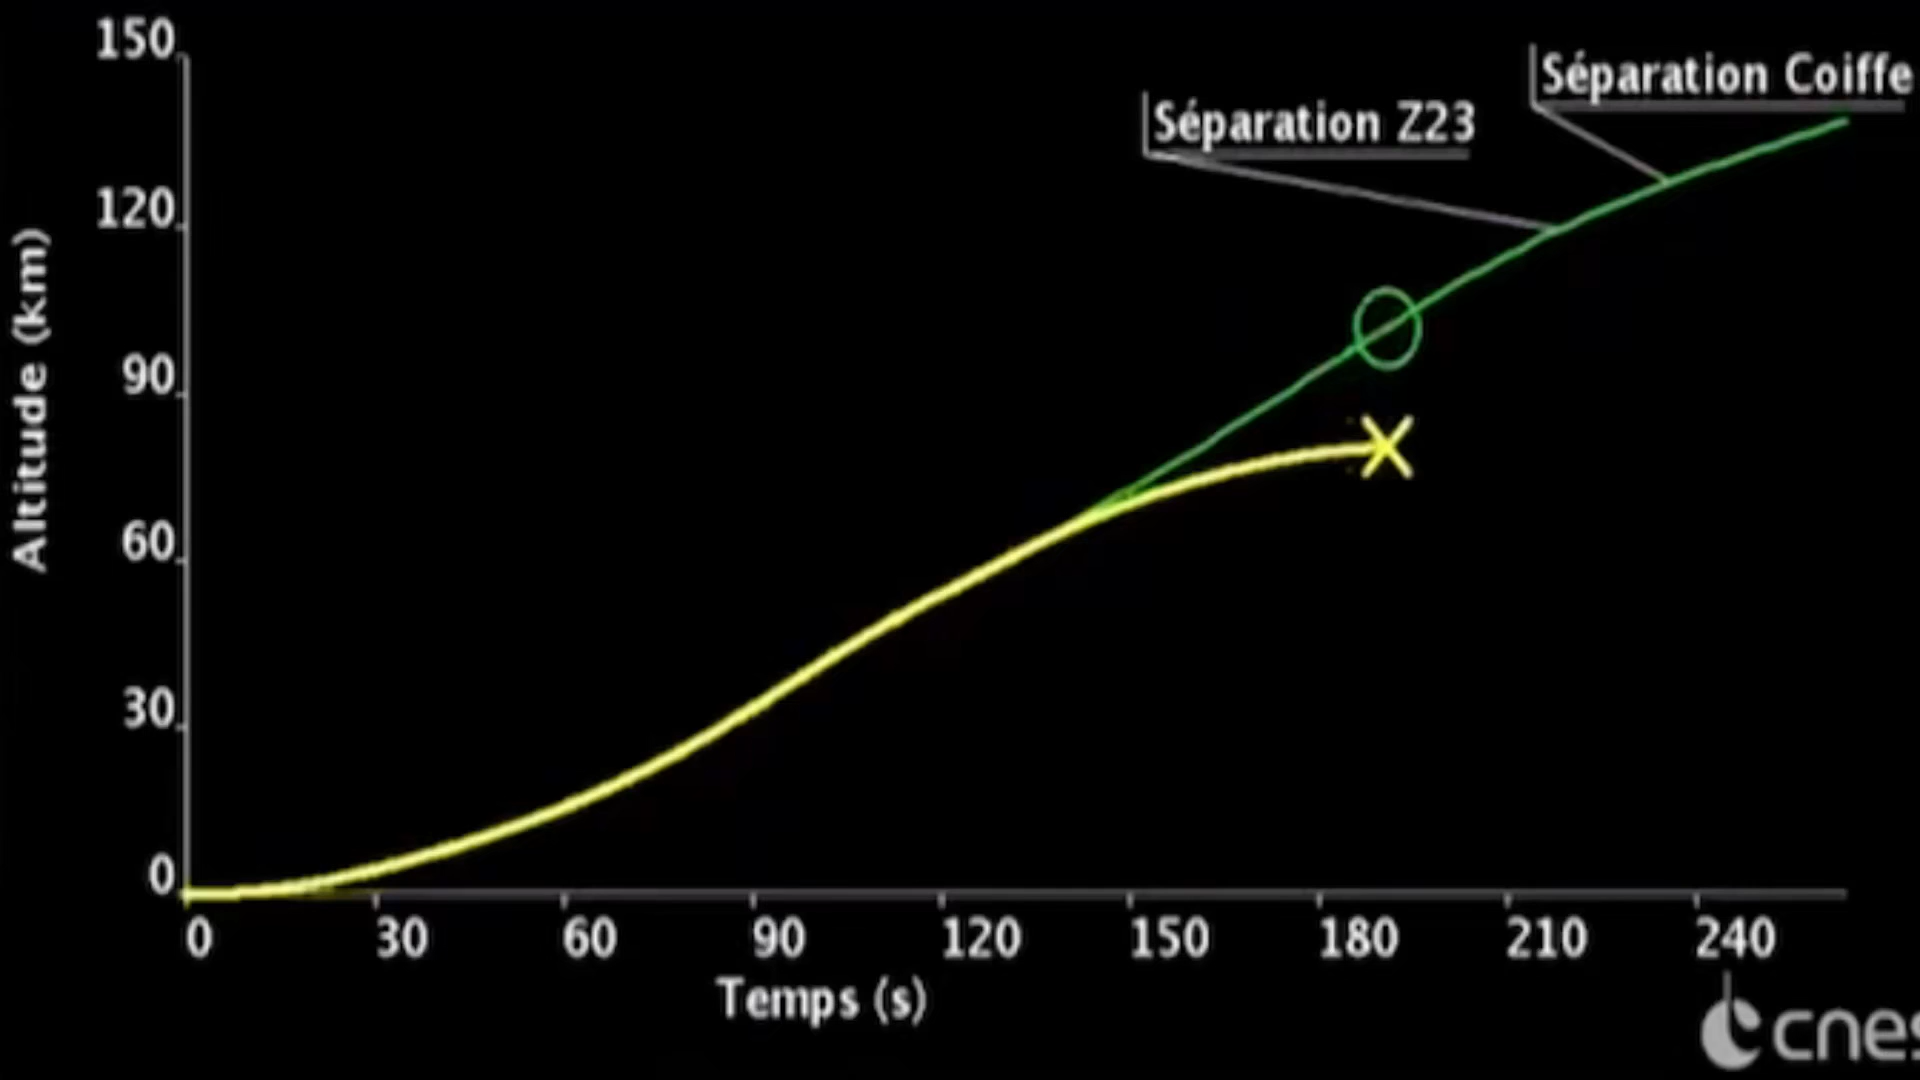 150
Séparation Coiffe
Séparation Z23
120
90
60
30
0
Altitude (km)
0 30 60 90 120 150 180 210 240
Temps (s)
cnes